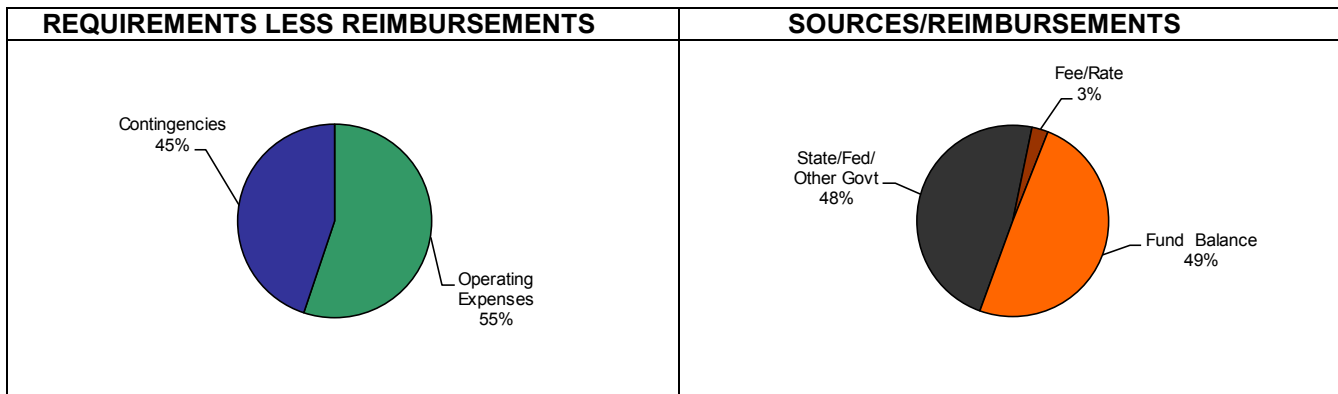 REQUIREMENTS LESS REIMBURSEMENTS
Contingencies
45%
Operating
Expenses
55%
SOURCES/REIMBURSEMENTS
Fee/Rate
3%
State/Fed/
Other Govt
48%
Fund Balance
49%